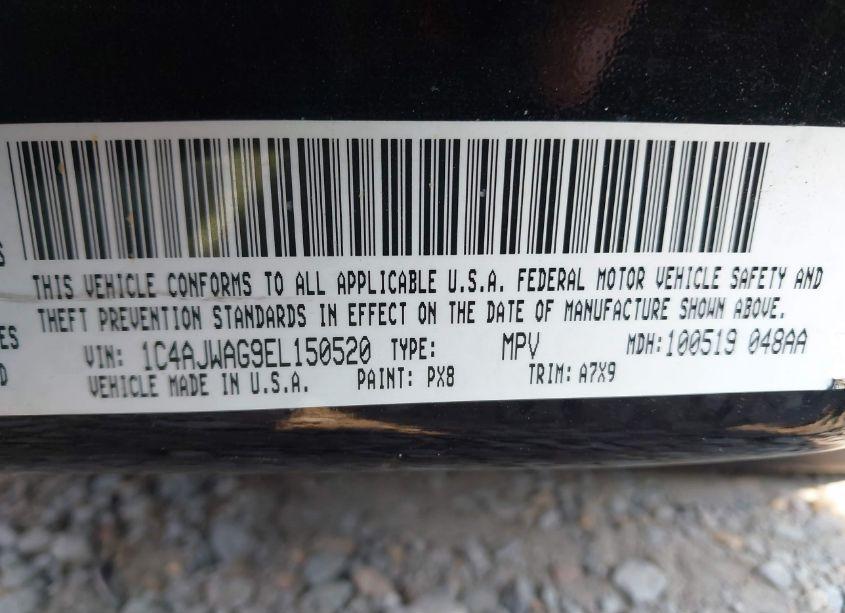 S
THIS VEHICLE CONFORMS TO ALL APPLICABLE U.S.A. FEDERAL MOTOR VEHICLE SAFETY AND
THEFT PREVENTION STANDARDS IN EFFECT ON THE DATE OF MANUFACTURE SHOWN ABOVE.
ES
VIN: 1C4AJWAG9EL150520 TYPE: MPV MDH:100519 048AA
D
VEHICLE MADE IN U.S.A. PAINT: PX8 TRIM: A7X9